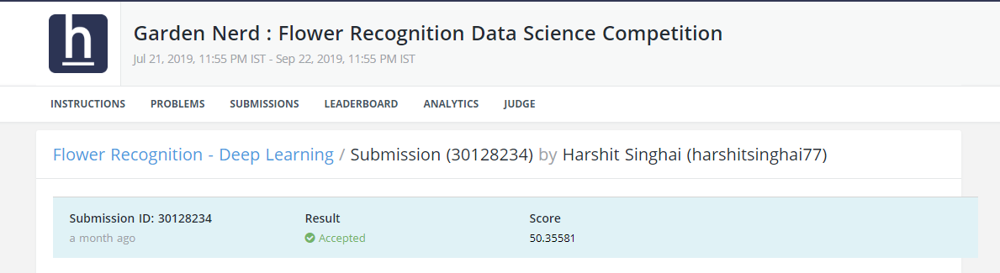 h
Garden Nerd : Flower Recognition Data Science Competition
Jul 21, 2019, 11:55 PM IST - Sep 22, 2019, 11:55 PM IST
INSTRUCTIONS PROBLEMS SUBMISSIONS LEADERBOARD ANALYTICS JUDGE
Flower Recognition - Deep Learning / Submission (30128234) by Harshit Singhai (harshitsinghai77)
Submission ID: 30128234 Result Score
a month ago Accepted 50.35581